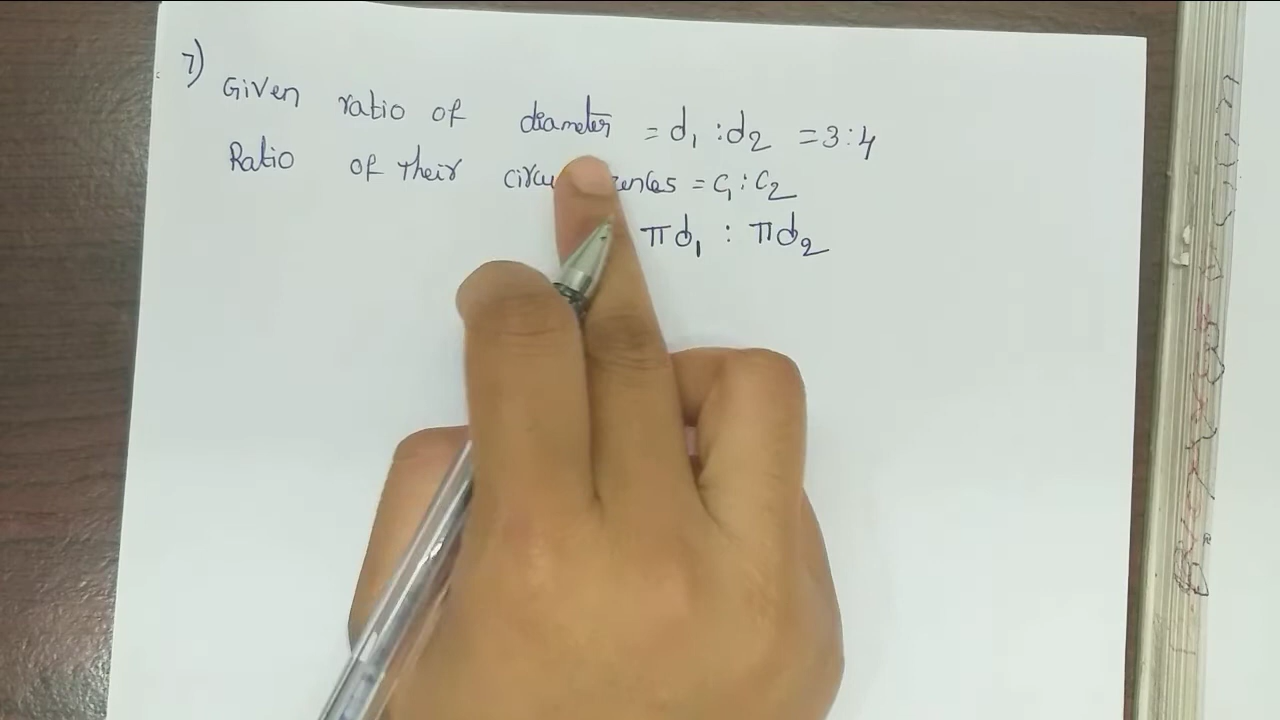 7)
Given ratio of diameter = d₁ : d₂ = 3 : 4
Ratio of their = C₁ : C₂
πd₁ : πd₂